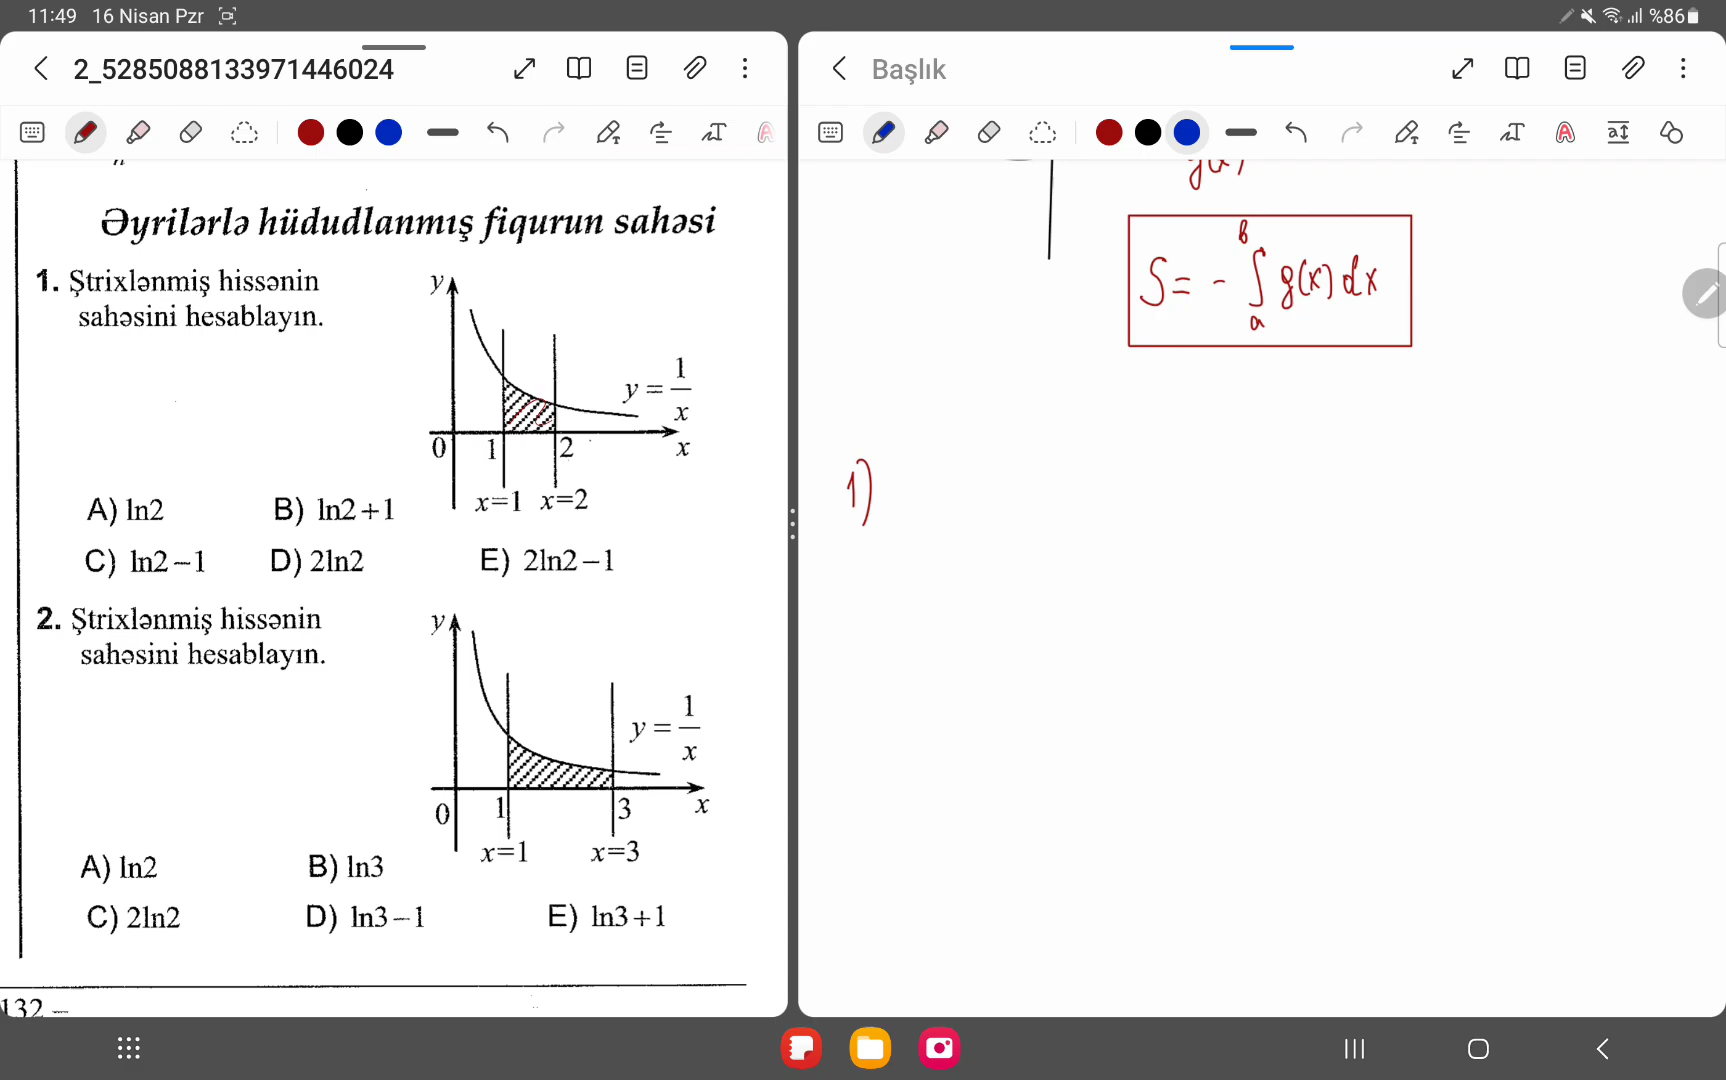 11:49 16 Nisan Pzr %86
2_5285088133971446024
Əyrilərlə hüdudlanmış fiqurun sahəsi
1. Ştrixlənmiş hissənin
sahəsini hesablayın.
y
y = 1/x
0 1 2 x
x=1 x=2
A) ln2 B) ln2+1
C) ln2−1 D) 2ln2 E) 2ln2−1
2. Ştrixlənmiş hissənin
sahəsini hesablayın.
y
y = 1/x
0 1 3 x
x=1 x=3
A) ln2 B) ln3
C) 2ln2 D) ln3−1 E) ln3+1
132 –
Başlık
S = - ∫ₐᵇ g(x) dx
1)